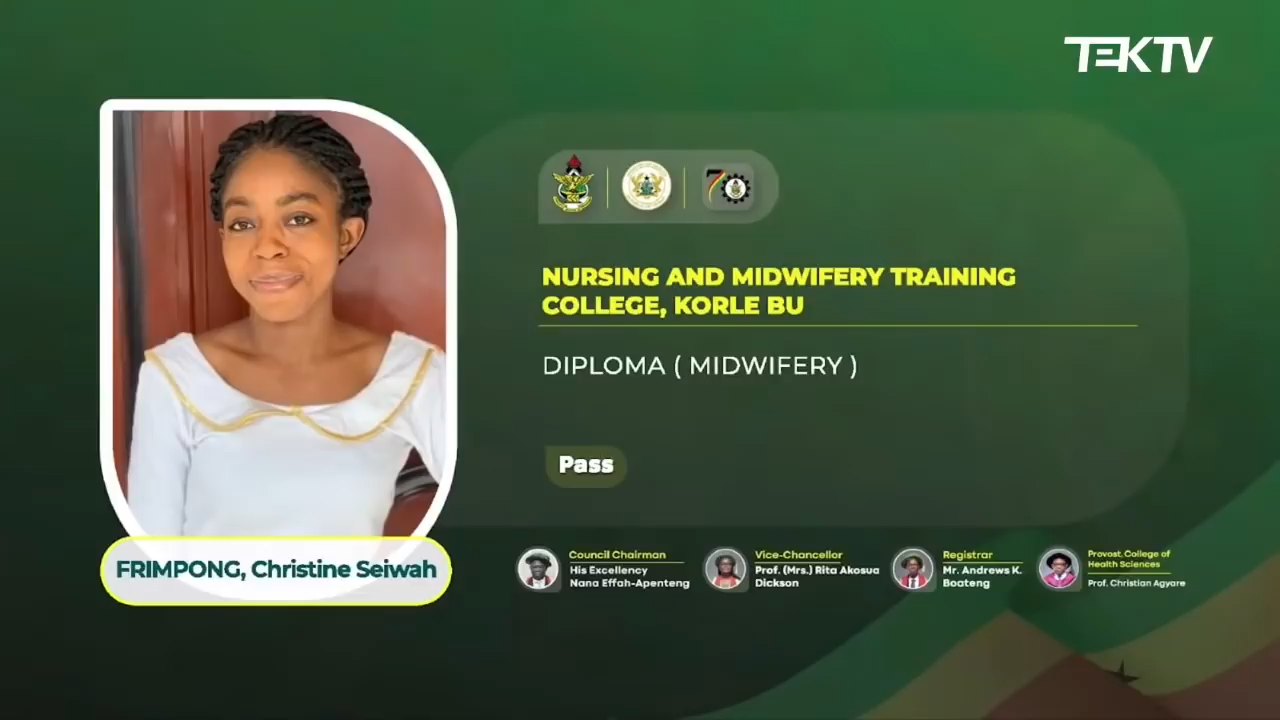 TEKTV
NURSING AND MIDWIFERY TRAINING
COLLEGE, KORLE BU
DIPLOMA ( MIDWIFERY )
Pass
FRIMPONG, Christine Seiwah
Council Chairman
His Excellency
Nana Effah-Apenteng
Vice-Chancellor
Prof. (Mrs.) Rita Akosua
Dickson
Registrar
Mr. Andrews K.
Boateng
Provost, College of
Health Sciences
Prof. Christian Agyare